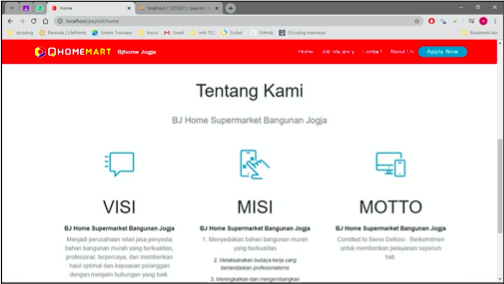 Home
localhost / 127.0.0.1 / payroll /
localhost/payroll/home
dicoding
Beranda | LifePoints
Sistem Transaksi
bisnis
Gmail
Info TCC
Scribd
GitHub
Dicoding Indonesia
Bookmark lain
QHOMEMART Bjhome Jogja
Home Job Vacancy Contact About Us Apply Now
Tentang Kami
BJ Home Supermarket Bangunan Jogja
VISI
BJ Home Supermarket Bangunan Jogja
Menjadi perusahaan retail jasa penyedia
bahan bangunan murah yang berkualitas,
profesional, terpercaya, dan memberikan
hasil optimal dan kepuasan pelanggan
dengan menjalin hubungan yang baik
MISI
BJ Home Supermarket Bangunan Jogja
1. Menyediakan bahan bangunan murah
yang berkualitas
2. Melaksanakan budaya kerja yang
berlandaskan profesionalisme
3. Meningkatkan dan mengembangkan
MOTTO
BJ Home Supermarket Bangunan Jogja
Comitted to Serve Definisi : Berkomitmen
untuk memberikan pelayanan sepenuh
hati